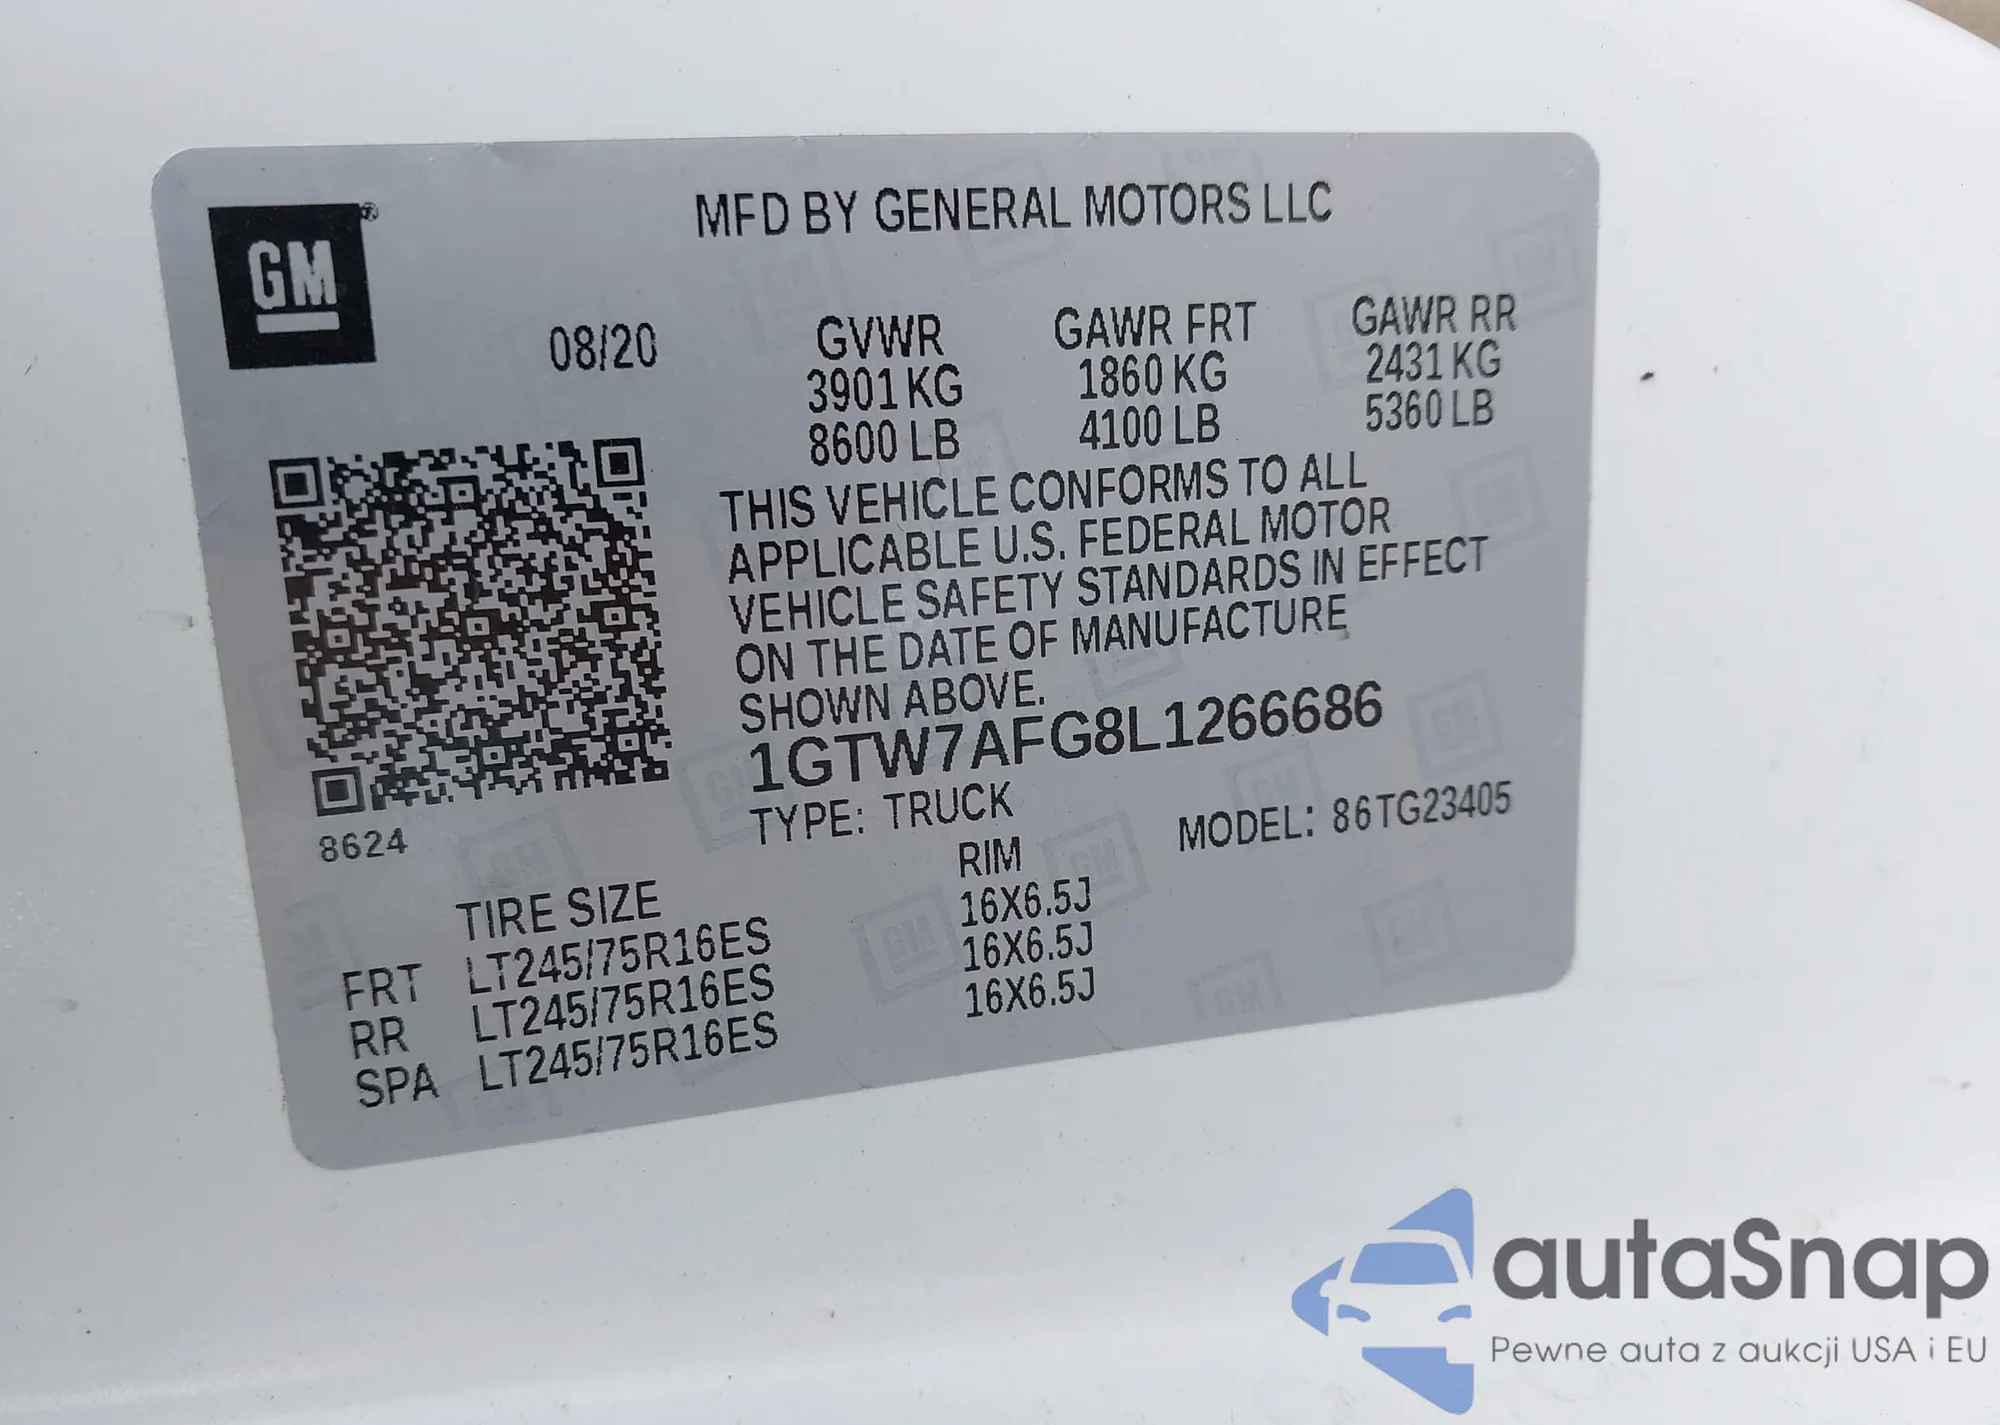 MFD BY GENERAL MOTORS LLC
GM®
08/20
GVWR GAWR FRT GAWR RR
3901 KG 1860 KG 2431 KG
8600 LB 4100 LB 5360 LB
THIS VEHICLE CONFORMS TO ALL
APPLICABLE U.S. FEDERAL MOTOR
VEHICLE SAFETY STANDARDS IN EFFECT
ON THE DATE OF MANUFACTURE
SHOWN ABOVE.
1GTW7AFG8L1266686
TYPE: TRUCK MODEL: 86TG23405
8624
TIRE SIZE RIM
FRT LT245/75R16ES 16X6.5J
RR LT245/75R16ES 16X6.5J
SPA LT245/75R16ES 16X6.5J
autaSnap
Pewne auta z aukcji USA i EU